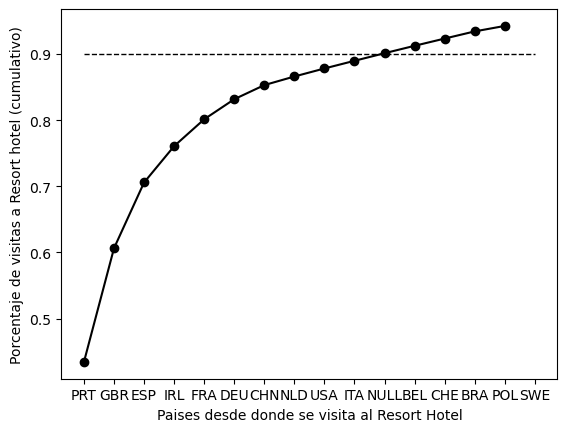 Porcentaje de visitas a Resort hotel (cumulativo)
0.9
0.8
0.7
0.6
0.5
PRT GBR ESP IRL FRA DEU CHN NLD USA ITA NULL BEL CHE BRA POL SWE
Paises desde donde se visita al Resort Hotel